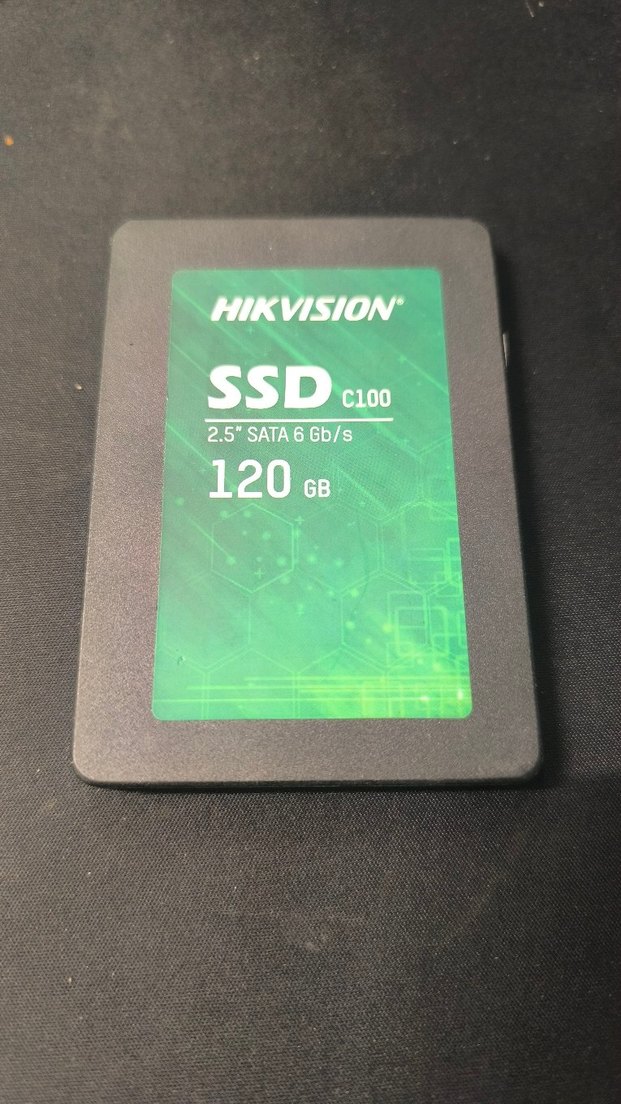 HIKVISION®
SSD C100
2.5” SATA 6 Gb/s
120 GB